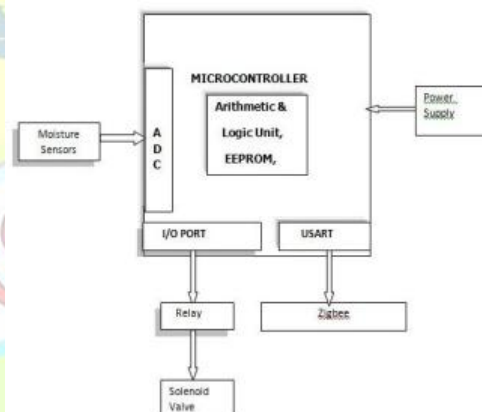 MICROCONTROLLER
Arithmetic &
Logic Unit,
EEPROM,
A
D
C
Moisture
Sensors
Power
Supply
I/O PORT
USART
Relay
Zigbee
Solenoid
Valve